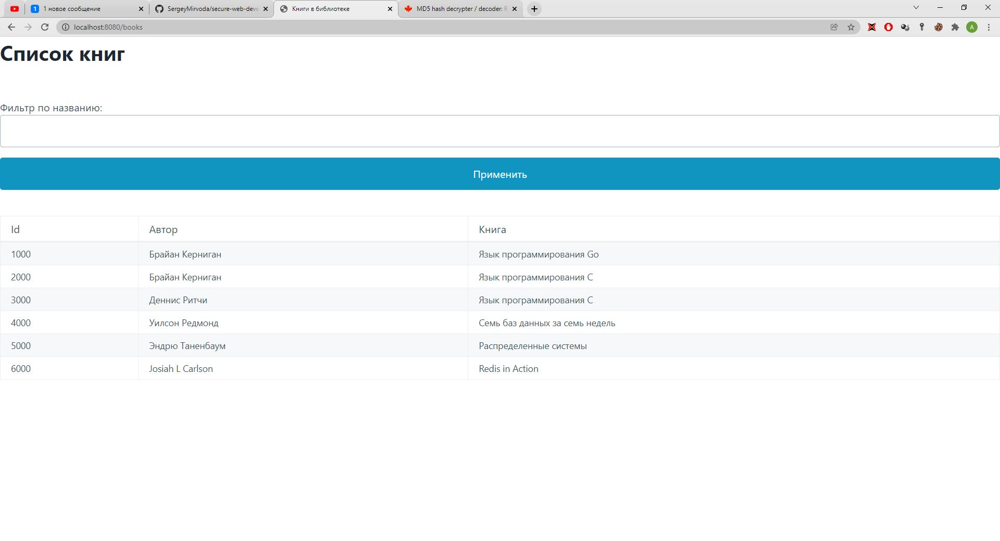 1 новое сообщение
SergeyMirvoda/secure-web-deve
Книги в библиотеке
MD5 hash decrypter / decoder:
localhost:8080/books
A
Список книг
Фильтр по названию:
Применить
Id Автор Книга
1000 Брайан Керниган Язык программирования Go
2000 Брайан Керниган Язык программирования C
3000 Деннис Ритчи Язык программирования C
4000 Уилсон Редмонд Семь баз данных за семь недель
5000 Эндрю Таненбаум Распределенные системы
6000 Josiah L Carlson Redis in Action